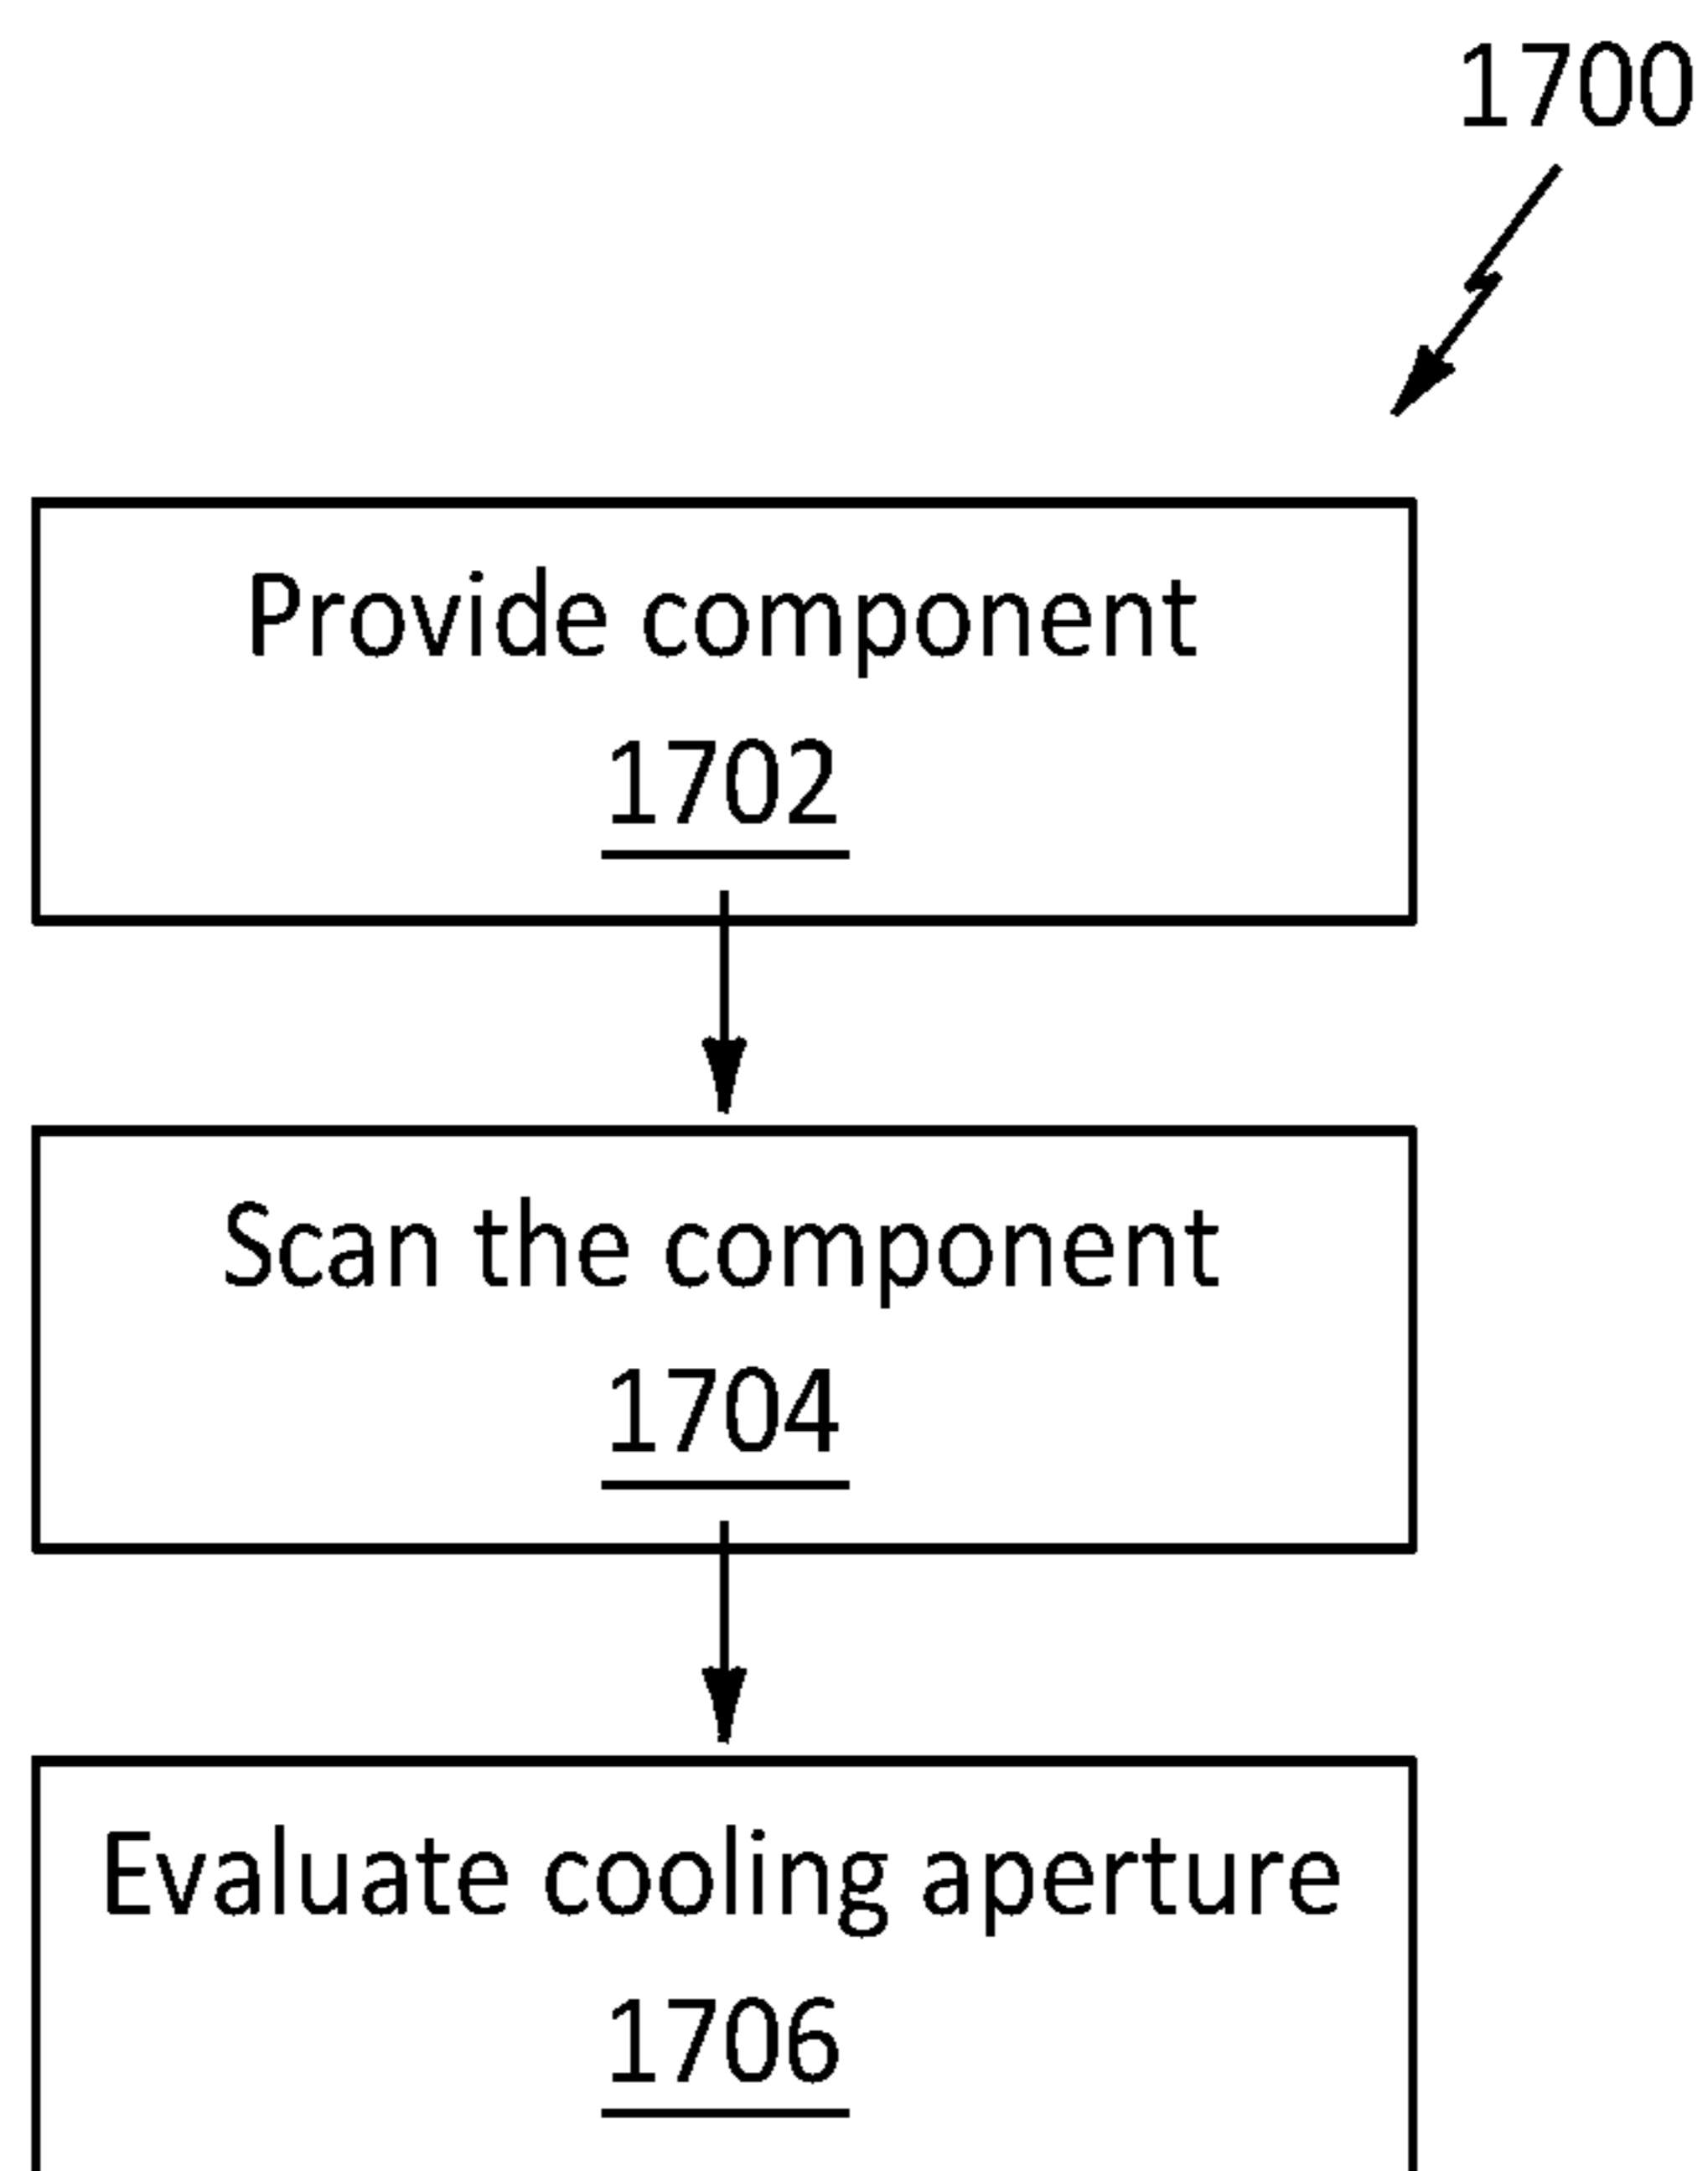 1700
Provide component
1702
Scan the component
1704
Evaluate cooling aperture
1706